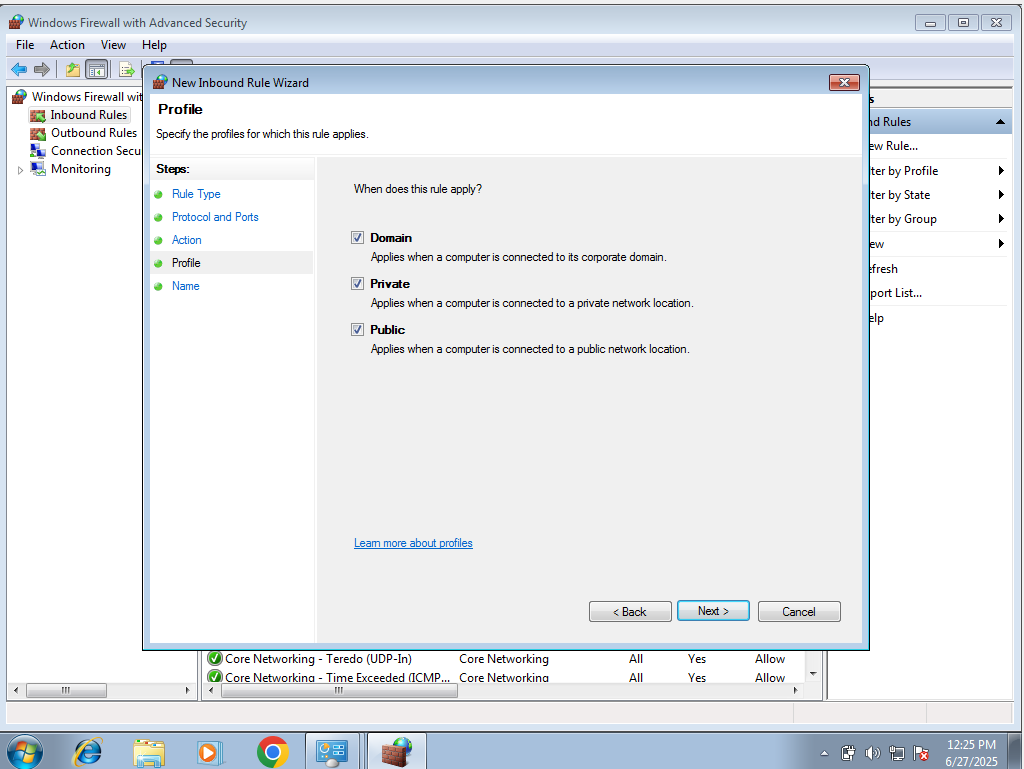 Windows Firewall with Advanced Security
File Action View Help
Windows Firewall wit
Inbound Rules
Outbound Rules
Connection Secu
Monitoring
New Inbound Rule Wizard
Profile
Specify the profiles for which this rule applies.
Steps:
Rule Type
Protocol and Ports
Action
Profile
Name
When does this rule apply?
Domain
Applies when a computer is connected to its corporate domain.
Private
Applies when a computer is connected to a private network location.
Public
Applies when a computer is connected to a public network location.
Learn more about profiles
< Back Next > Cancel
s
nd Rules
ew Rule...
ter by Profile
ter by State
ter by Group
ew
efresh
port List...
elp
Core Networking - Teredo (UDP-In) Core Networking All Yes Allow
Core Networking - Time Exceeded (ICMP... Core Networking All Yes Allow
12:25 PM
6/27/2025